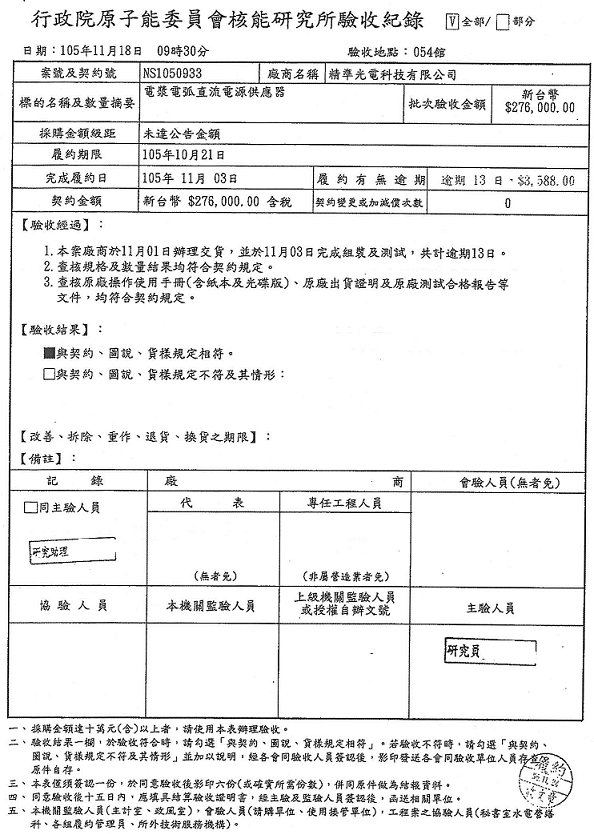 行政院原子能委員會核能研究所驗收紀錄 V 全部/ 部分
日期：105年11月18日 09時30分 驗收地點：054館
案號及契約號 NS1050933 廠商名稱 精準光電科技有限公司
標的名稱及數量摘要 電漿電弧直流電源供應器 批次驗收金額 新台幣 $276,000.00
採購金額級距 未達公告金額
履約期限 105年10月21日
完成履約日 105年 11月 03日 履約有無逾期 逾期 13 日、$3,588.00
契約金額 新台幣 $276,000.00 含稅 契約變更或加減價次數 0
【驗收經過】：
1.本案廠商於11月01日辦理交貨，並於11月03日完成組裝及測試，共計逾期13日。
2.查核規格及數量結果均符合契約規定。
3.查核原廠操作使用手冊(含紙本及光碟版)、原廠出貨證明及原廠測試合格報告等
文件，均符合契約規定。
【驗收結果】：
■與契約、圖說、貨樣規定相符。
□與契約、圖說、貨樣規定不符及其情形：
【改善、拆除、重作、退貨、換貨之期限】：
【備註】：
記 錄 廠 商 會驗人員(無者免)
□同主驗人員 代 表 專任工程人員
研究助理
(無者免) (非屬營造業者免)
協驗人員 本機關監驗人員 上級機關監驗人員 主驗人員
或授權自辦文號
研究員
一、採購金額達十萬元(含)以上者，請使用本表辦理驗收。
二、驗收結果一欄，於驗收符合時，請勾選「與契約、圖說、貨樣規定相符」。若驗收不符時，請勾選「與契約、
圖說、貨樣規定不符及其情形」並加以說明，經各會同驗收人員簽認後，影印發送各會同驗收單位人員存查，
原件自存。
三、本表僅須簽認一份，於同意驗收後影印六份(或確實所需份數)，併同原件做為結報資料。
四、同意驗收後十五日內，應填具結算驗收證明書，經主驗及監驗人員簽認後，函送相關單位。
五、本機關監驗人員(主計室、政風室)，會驗人員(請購單位、使用接管單位)，工程案之協驗人員(秘書室水電營繕
科、各組履約管理員、所外技術服務機構)。